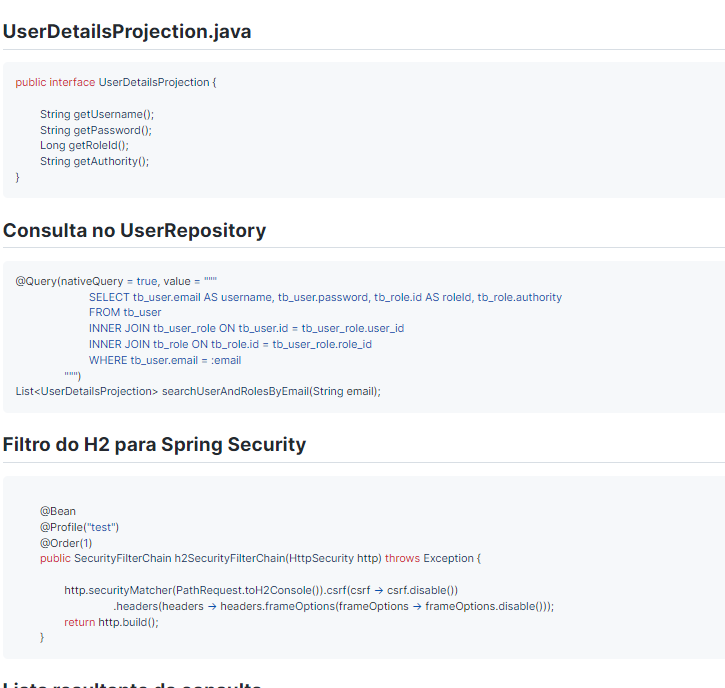 UserDetailsProjection.java
public interface UserDetailsProjection {
String getUsername();
String getPassword();
Long getRoleId();
String getAuthority();
}
Consulta no UserRepository
@Query(nativeQuery = true, value = """
SELECT tb_user.email AS username, tb_user.password, tb_role.id AS roleId, tb_role.authority
FROM tb_user
INNER JOIN tb_user_role ON tb_user.id = tb_user_role.user_id
INNER JOIN tb_role ON tb_role.id = tb_user_role.role_id
WHERE tb_user.email = :email
""")
List<UserDetailsProjection> searchUserAndRolesByEmail(String email);
Filtro do H2 para Spring Security
@Bean
@Profile("test")
@Order(1)
public SecurityFilterChain h2SecurityFilterChain(HttpSecurity http) throws Exception {
http.securityMatcher(PathRequest.toH2Console()).csrf(csrf -> csrf.disable())
.headers(headers -> headers.frameOptions(frameOptions -> frameOptions.disable()));
return http.build();
}
Lista resultante da consulta